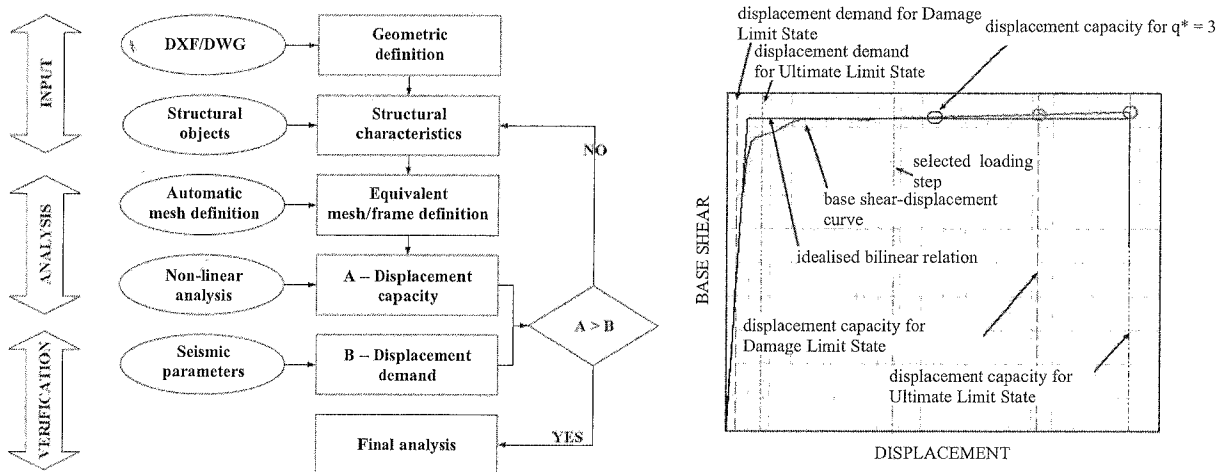 INPUT
ANALYSIS
VERIFICATION
DXF/DWG
Geometric
definition
Structural
objects
Structural
characteristics
NO
Automatic
mesh definition
Equivalent
mesh/frame definition
Non-linear
analysis
A – Displacement
capacity
A > B
Seismic
parameters
B – Displacement
demand
YES
Final analysis
displacement demand for Damage
Limit State
displacement demand
for Ultimate Limit State
displacement capacity for q* = 3
selected loading
step
base shear-displacement
curve
idealised bilinear relation
displacement capacity for
Damage Limit State
displacement capacity for
Ultimate Limit State
BASE SHEAR
DISPLACEMENT